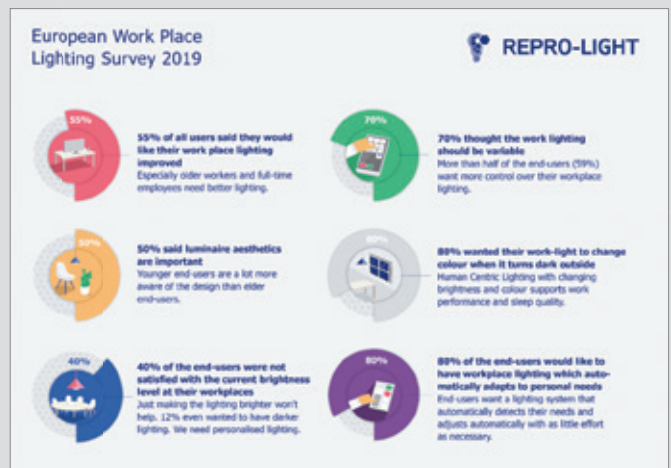 European Work Place
Lighting Survey 2019
REPRO-LIGHT
55%
55% of all users said they would
like their work place lighting
improved
Especially older workers and full-time
employees need better lighting.
70%
70% thought the work lighting
should be variable
More than half of the end-users (59%)
want more control over their workplace
lighting.
50%
50% said luminaire aesthetics
are important
Younger end-users are a lot more
aware of the design than elder
end-users.
80%
80% wanted their work-light to change
colour when it turns dark outside
Human Centric Lighting with changing
brightness and colour supports work
performance and sleep quality.
40%
40% of the end-users were not
satisfied with the current brightness
level at their workplaces
Just making the lighting brighter won't
help. 12% even wanted to have darker
lighting. We need personalised lighting.
80%
80% of the end-users would like to
have workplace lighting which auto-
matically adapts to personal needs
End-users want a lighting system that
automatically detects their needs and
adjusts automatically with as little effort
as necessary.